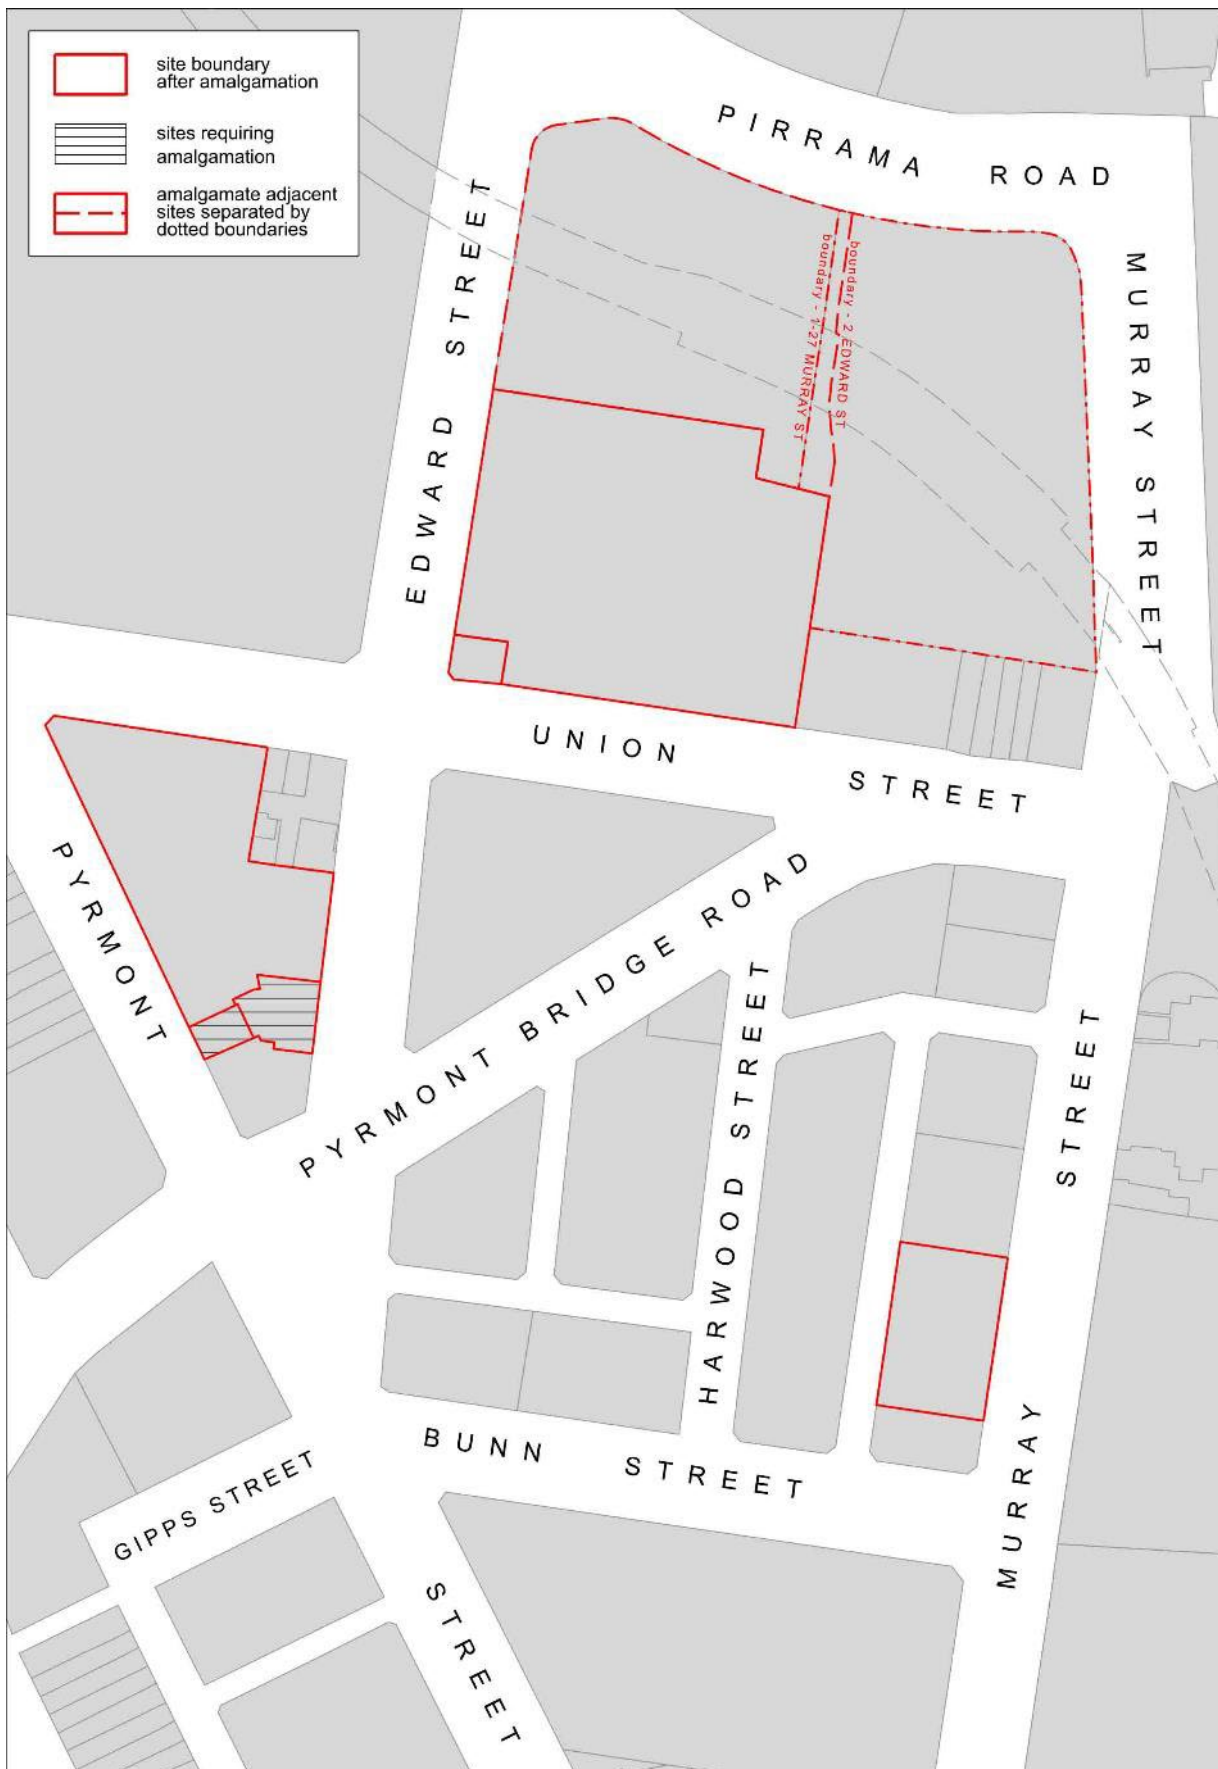 site boundary
after amalgamation
sites requiring
amalgamation
amalgamate adjacent
sites separated by
dotted boundaries
PIRRAMA ROAD
EDWARD STREET
boundary - 1-27 MURRAY ST
boundary - 2 EDWARD ST
MURRAY STREET
UNION STREET
PYRMONT
PYRMONT BRIDGE ROAD
HARWOOD STREET
STREET
MURRAY
BUNN STREET
GIPPS STREET
STREET